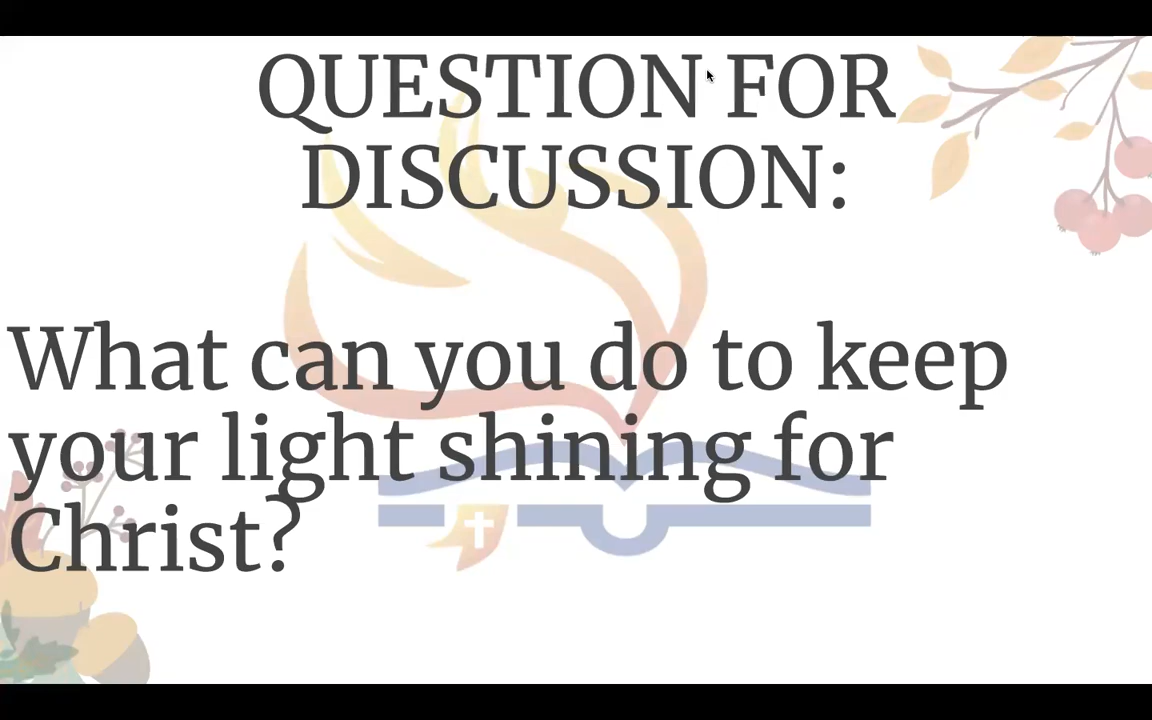 QUESTION FOR
DISCUSSION:
What can you do to keep
your light shining for
Christ?